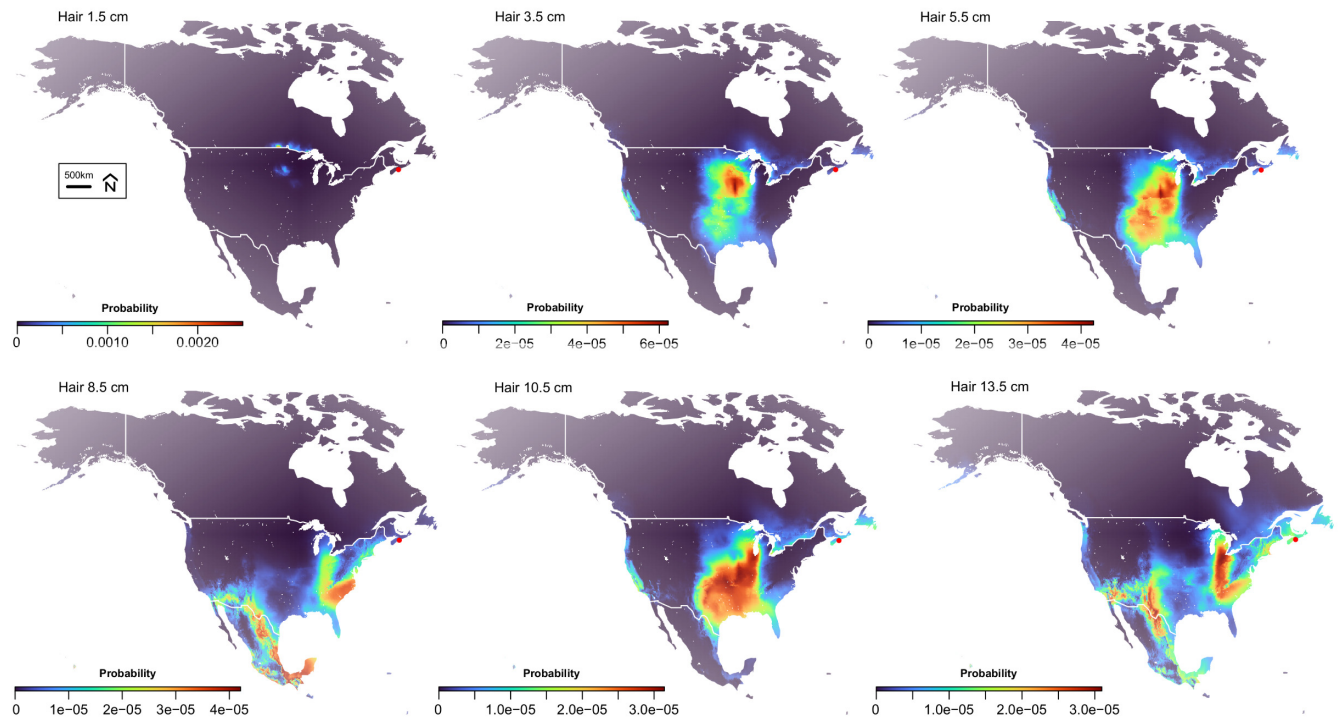 Hair 1.5 cm
Hair 3.5 cm
Hair 5.5 cm
500km
N
Probability
0 0.0010 0.0020
Probability
0 2e-05 4e-05 6e-05
Probability
0 1e-05 2e-05 3e-05 4e-05
Hair 8.5 cm
Hair 10.5 cm
Hair 13.5 cm
Probability
0 1e-05 2e-05 3e-05 4e-05
Probability
0 1.0e-05 2.0e-05 3.0e-05
Probability
0 1.0e-05 2.0e-05 3.0e-05